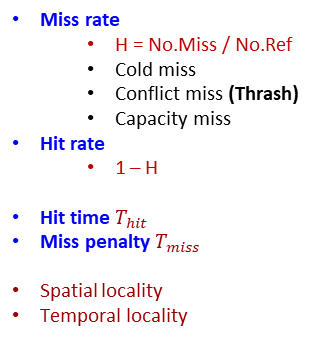 • Miss rate
• H = No.Miss / No.Ref
• Cold miss
• Conflict miss (Thrash)
• Capacity miss
• Hit rate
• 1 – H
• Hit time T_hit
• Miss penalty T_miss
• Spatial locality
• Temporal locality